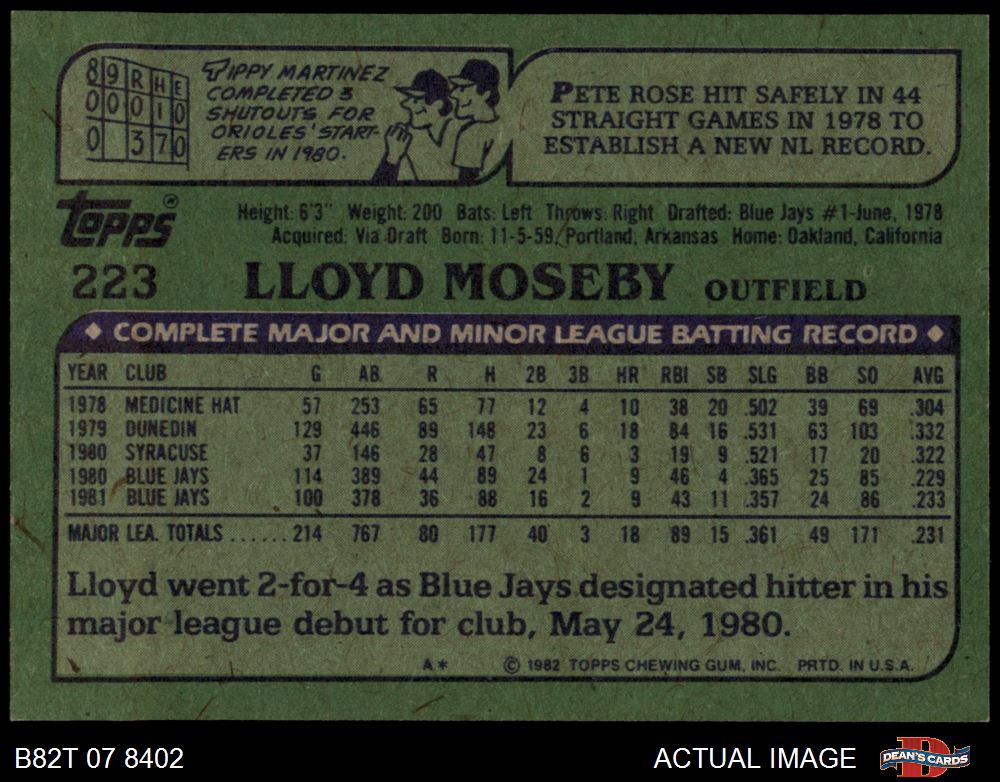 8 9 R H E
0 0 0 1 0
0 3 7 0
TIPPY MARTINEZ
COMPLETED 3
SHUTOUTS FOR
ORIOLES' START-
ERS IN 1980.
PETE ROSE HIT SAFELY IN 44
STRAIGHT GAMES IN 1978 TO
ESTABLISH A NEW NL RECORD.
topps®
Height: 6'3" Weight: 200 Bats: Left Throws: Right Drafted: Blue Jays #1-June, 1978
Acquired: Via Draft Born: 11-5-59, Portland, Arkansas Home: Oakland, California
223 LLOYD MOSEBY OUTFIELD
◆ COMPLETE MAJOR AND MINOR LEAGUE BATTING RECORD ◆
YEAR CLUB G AB R H 2B 3B HR RBI SB SLG BB SO AVG
1978 MEDICINE HAT 57 253 65 77 12 4 10 38 20 .502 39 69 .304
1979 DUNEDIN 129 446 89 148 23 6 18 84 16 .531 63 103 .332
1980 SYRACUSE 37 146 28 47 8 6 3 19 9 .521 17 20 .322
1980 BLUE JAYS 114 389 44 89 24 1 9 46 4 .365 25 85 .229
1981 BLUE JAYS 100 378 36 88 16 2 9 43 11 .357 24 86 .233
MAJOR LEA. TOTALS ...... 214 767 80 177 40 3 18 89 15 .361 49 171 .231
Lloyd went 2-for-4 as Blue Jays designated hitter in his
major league debut for club, May 24, 1980.
A* © 1982 TOPPS CHEWING GUM, INC. PRTD. IN U.S.A.
B82T 07 8402 ACTUAL IMAGE DEAN'S CARDS